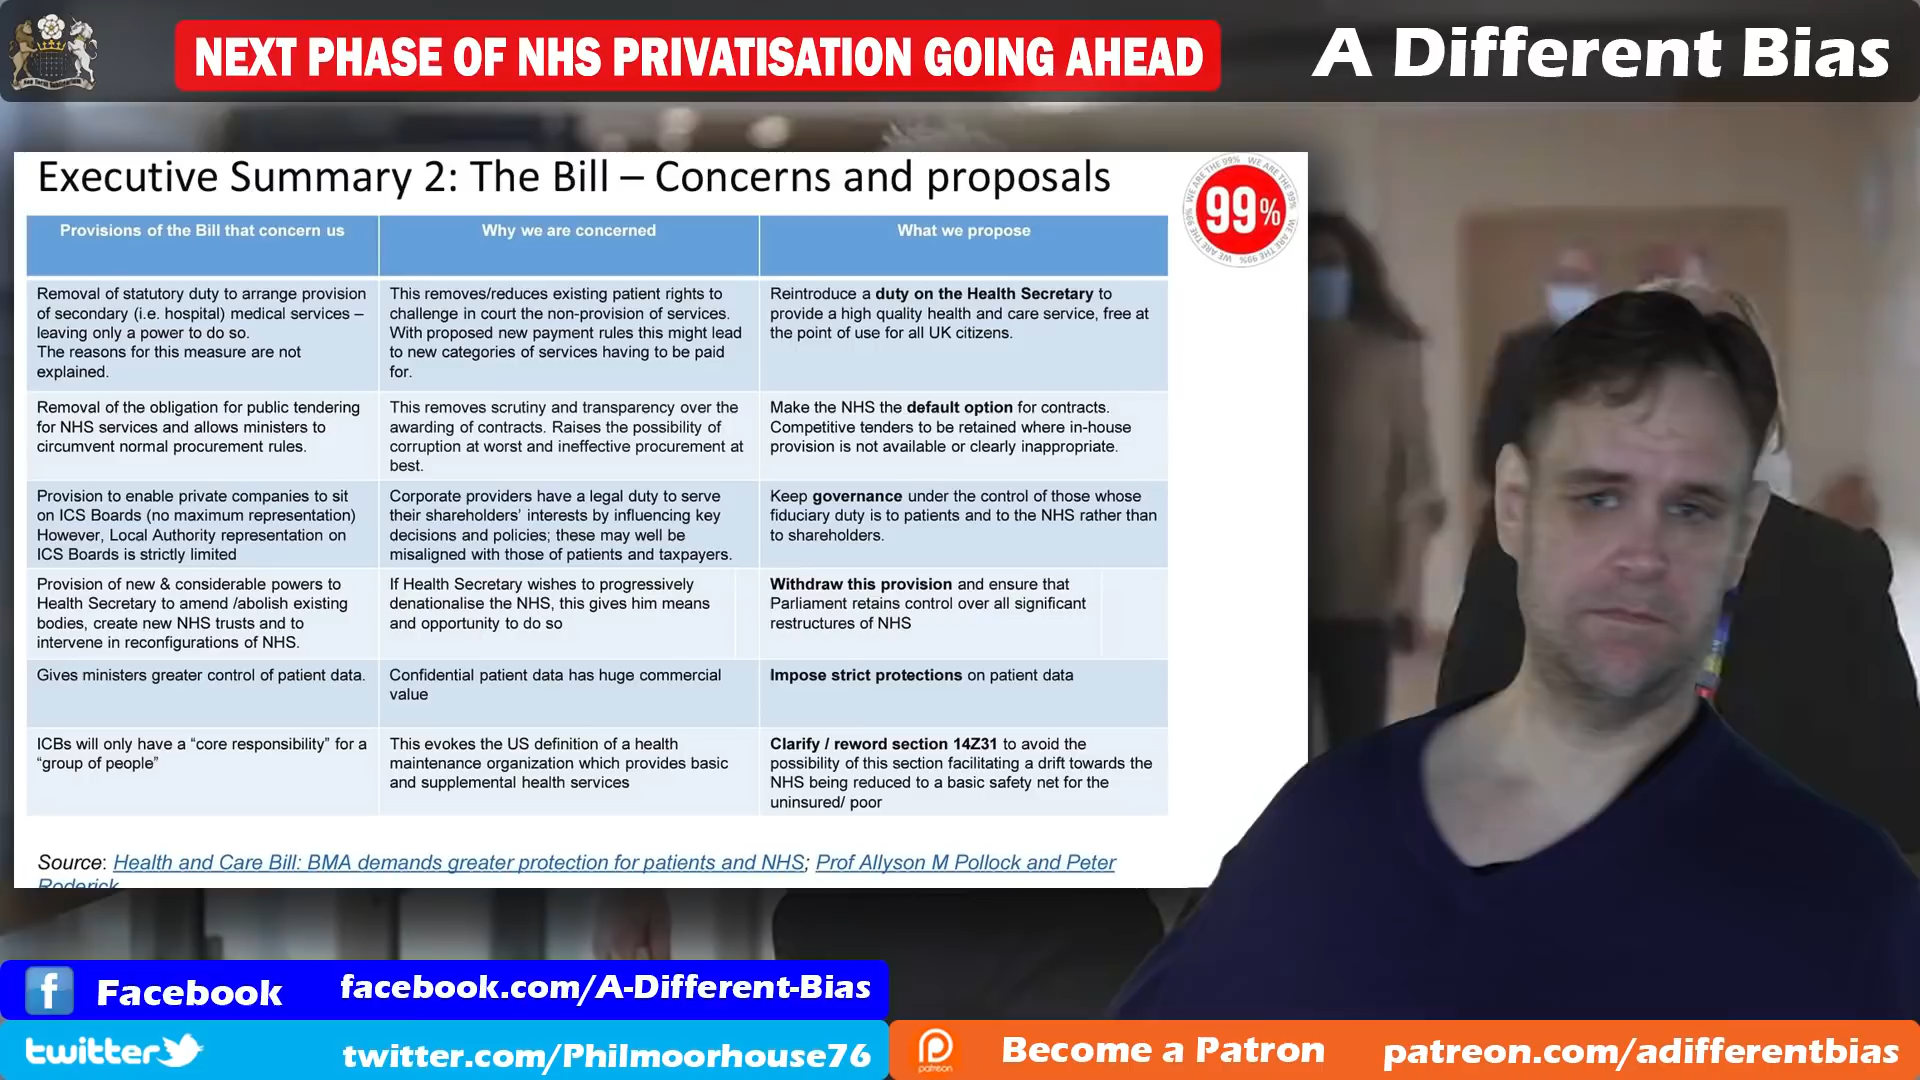 NEXT PHASE OF NHS PRIVATISATION GOING AHEAD
A Different Bias
Executive Summary 2: The Bill – Concerns and proposals
WE ARE THE 99% WE ARE THE 99% WE ARE THE 99%
99%
Provisions of the Bill that concern us
Why we are concerned
What we propose
Removal of statutory duty to arrange provision
of secondary (i.e. hospital) medical services –
leaving only a power to do so.
The reasons for this measure are not
explained.
This removes/reduces existing patient rights to
challenge in court the non-provision of services.
With proposed new payment rules this might lead
to new categories of services having to be paid
for.
Reintroduce a duty on the Health Secretary to
provide a high quality health and care service, free at
the point of use for all UK citizens.
Removal of the obligation for public tendering
for NHS services and allows ministers to
circumvent normal procurement rules.
This removes scrutiny and transparency over the
awarding of contracts. Raises the possibility of
corruption at worst and ineffective procurement at
best.
Make the NHS the default option for contracts.
Competitive tenders to be retained where in-house
provision is not available or clearly inappropriate.
Provision to enable private companies to sit
on ICS Boards (no maximum representation)
However, Local Authority representation on
ICS Boards is strictly limited
Corporate providers have a legal duty to serve
their shareholders’ interests by influencing key
decisions and policies; these may well be
misaligned with those of patients and taxpayers.
Keep governance under the control of those whose
fiduciary duty is to patients and to the NHS rather than
to shareholders.
Provision of new & considerable powers to
Health Secretary to amend /abolish existing
bodies, create new NHS trusts and to
intervene in reconfigurations of NHS.
If Health Secretary wishes to progressively
denationalise the NHS, this gives him means
and opportunity to do so
Withdraw this provision and ensure that
Parliament retains control over all significant
restructures of NHS
Gives ministers greater control of patient data.
Confidential patient data has huge commercial
value
Impose strict protections on patient data
ICBs will only have a “core responsibility” for a
“group of people”
This evokes the US definition of a health
maintenance organization which provides basic
and supplemental health services
Clarify / reword section 14Z31 to avoid the
possibility of this section facilitating a drift towards the
NHS being reduced to a basic safety net for the
uninsured/ poor
Source: Health and Care Bill: BMA demands greater protection for patients and NHS; Prof Allyson M Pollock and Peter
Roderick
Facebook
facebook.com/A-Different-Bias
twitter
twitter.com/Philmoorhouse76
patreon
Become a Patron
patreon.com/adifferentbias